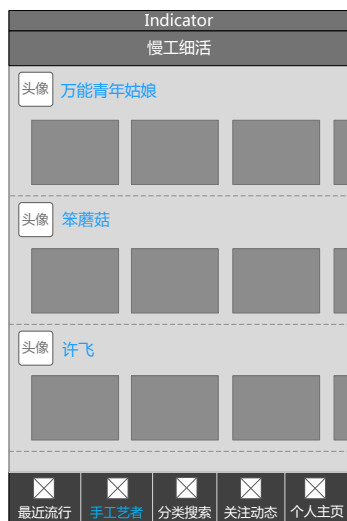 Indicator
慢工细活
头像 万能青年姑娘
头像 笨蘑菇
头像 许飞
最近流行 手工艺者 分类搜索 关注动态 个人主页